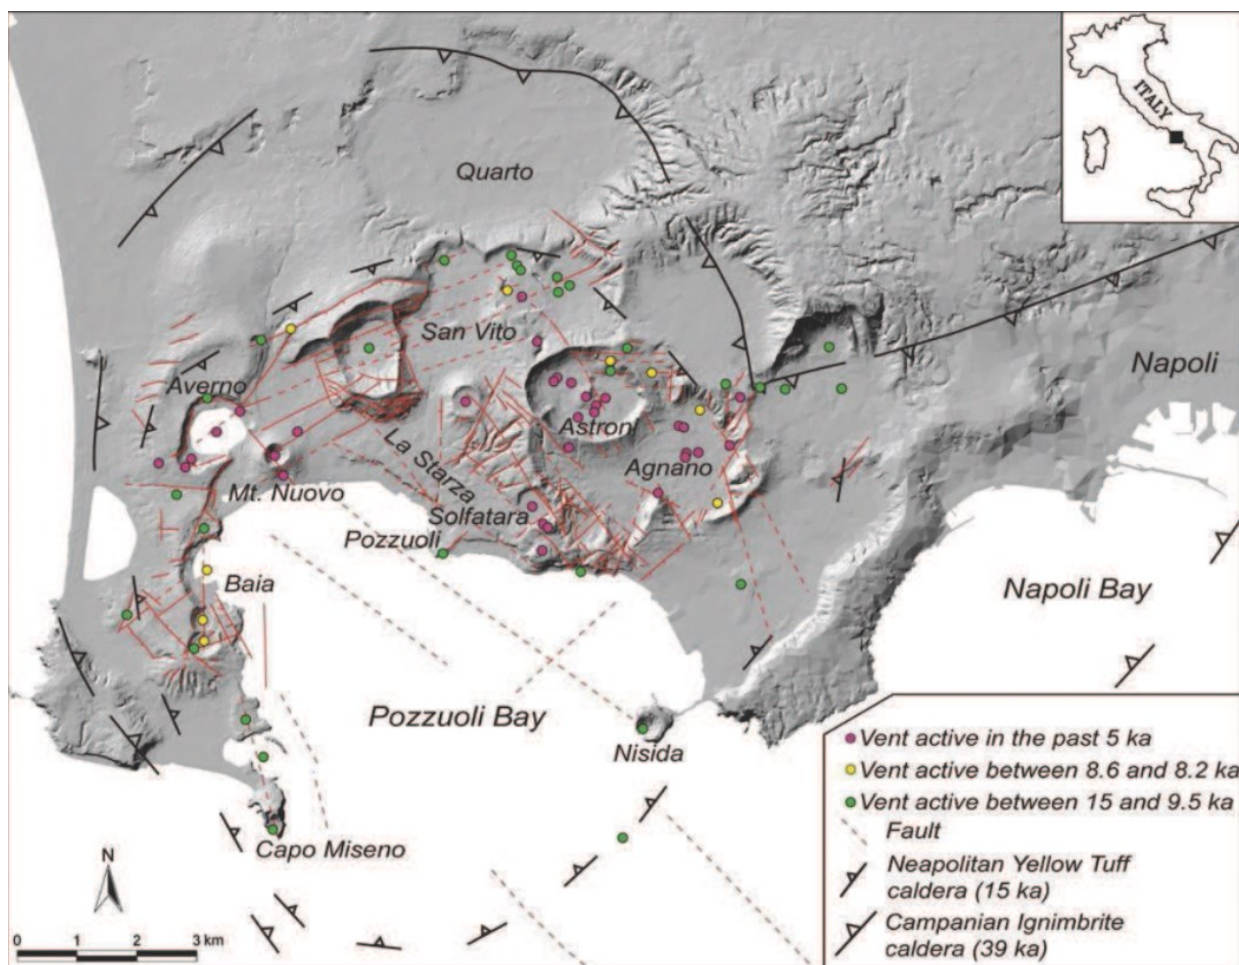 ITALY
Quarto
San Vito
Averno
Napoli
Astroni
Agnano
La Starza
Mt. Nuovo
Solfatara
Pozzuoli
Baia
Napoli Bay
Pozzuoli Bay
Nisida
Capo Miseno
N
0 1 2 3 km
Vent active in the past 5 ka
Vent active between 8.6 and 8.2 ka
Vent active between 15 and 9.5 ka
Fault
Neapolitan Yellow Tuff
caldera (15 ka)
Campanian Ignimbrite
caldera (39 ka)